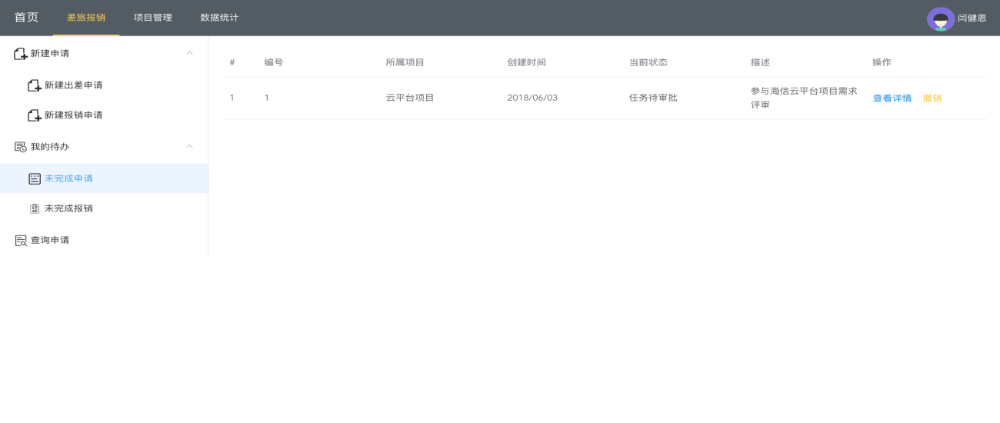 首页 差旅报销 项目管理 数据统计 闫健恩
新建申请
新建出差申请
新建报销申请
我的待办
未完成申请
未完成报销
查询申请
# 编号 所属项目 创建时间 当前状态 描述 操作
1 1 云平台项目 2018/06/03 任务待审批 参与海信云平台项目需求 查看详情 撤销
评审